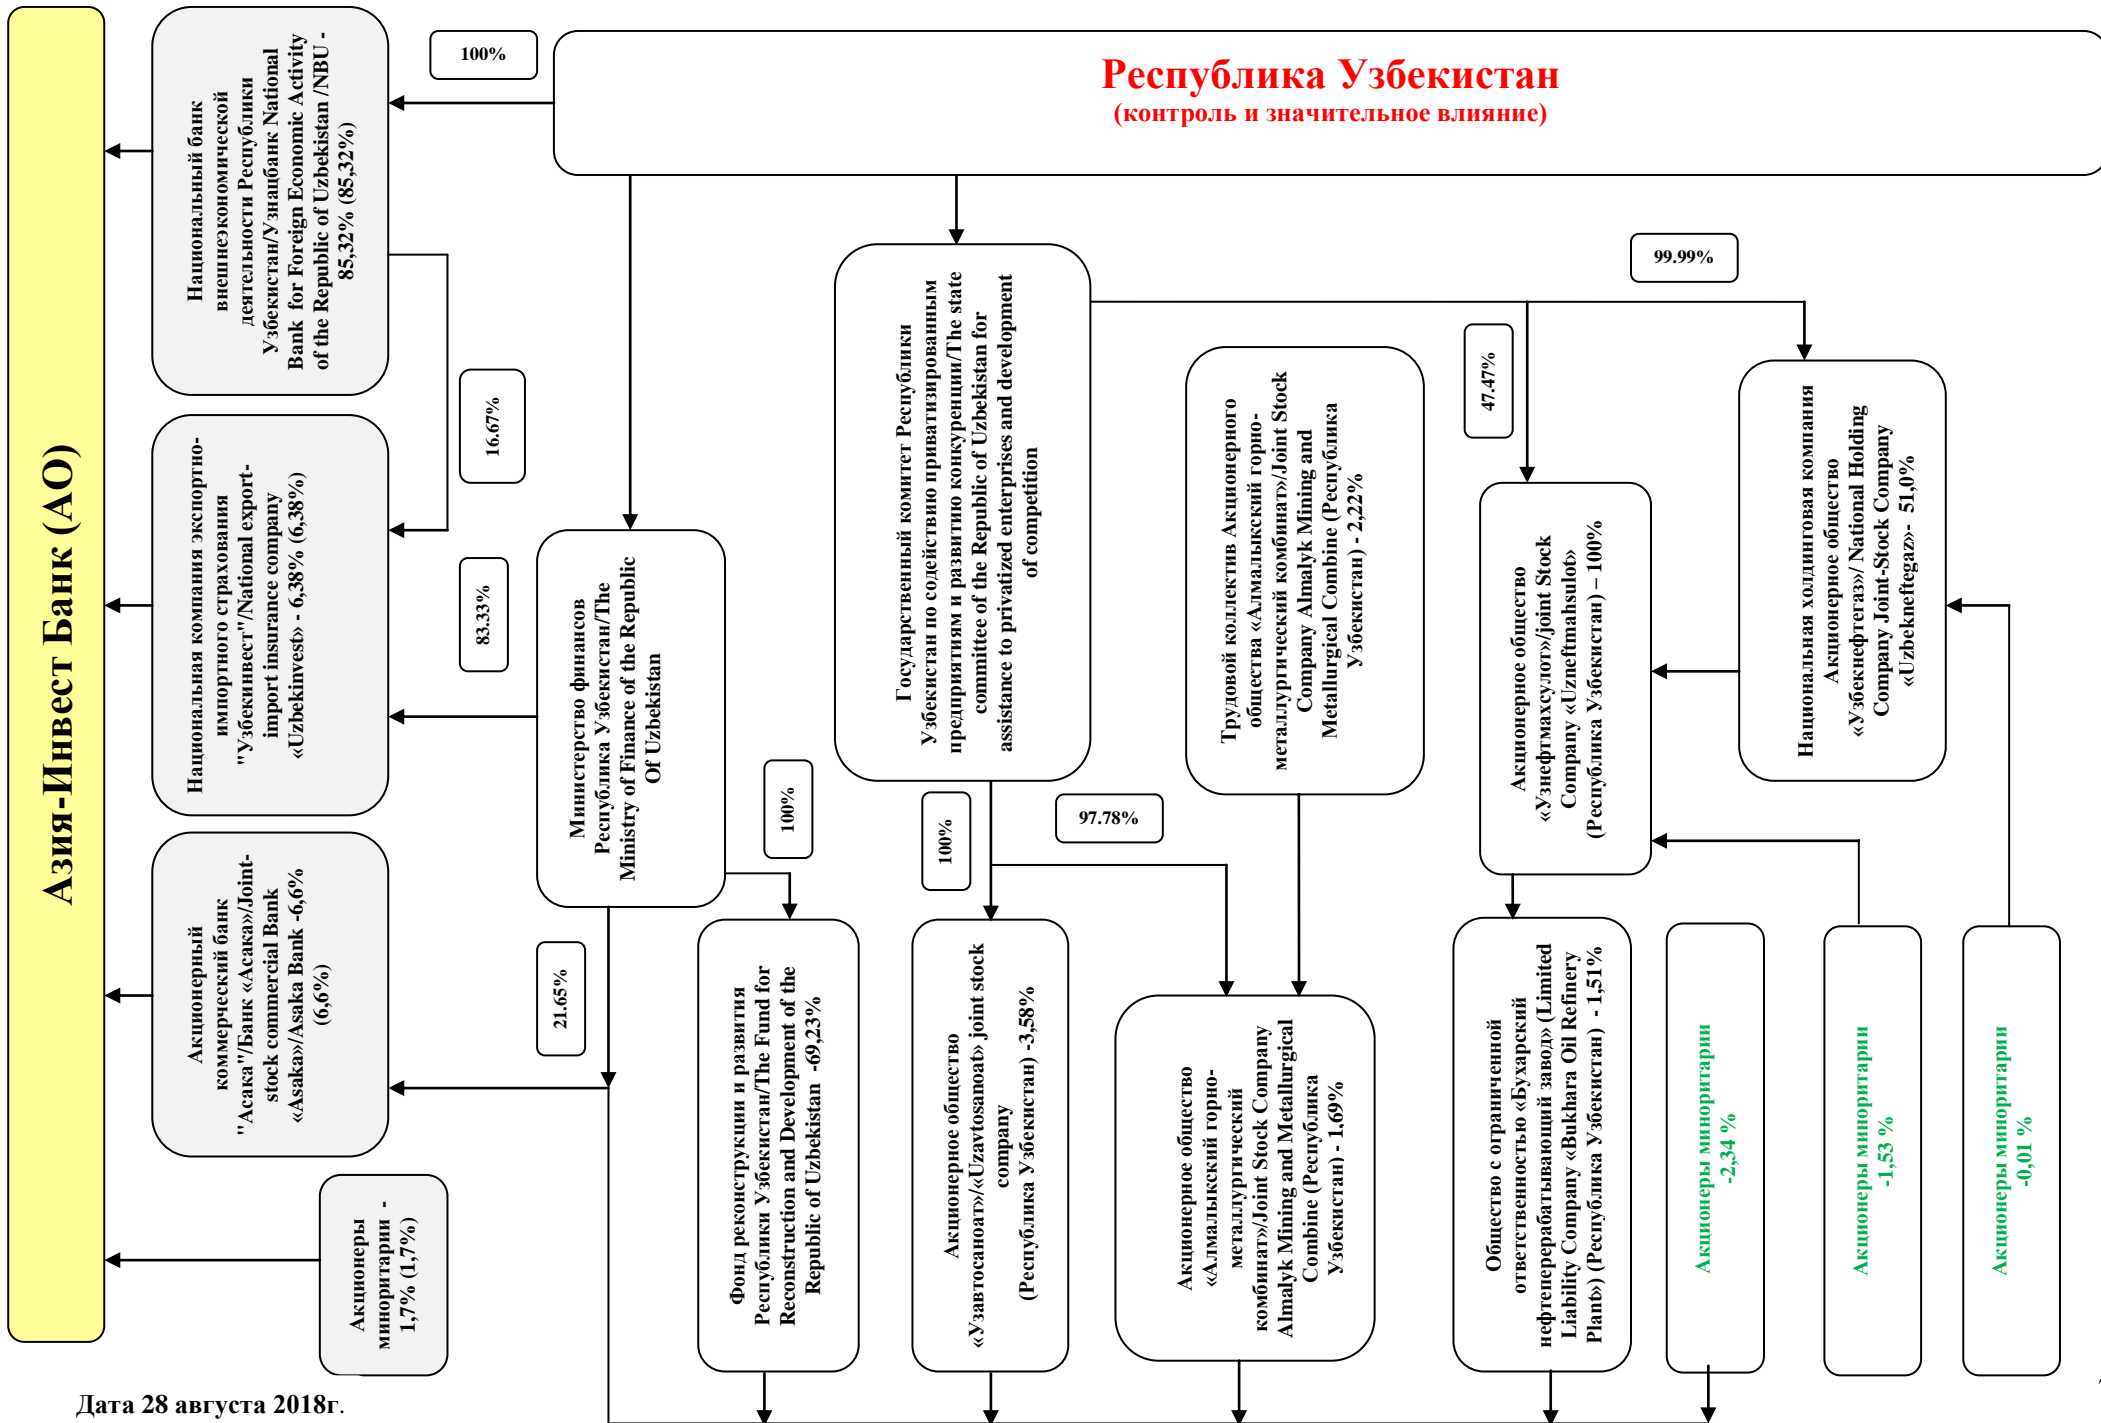 Азия-Инвест Банк (АО)
Национальный банк
внешнеэкономической
деятельности Республики
Узбекистан/Узнацбанк National
Bank for Foreign Economic Activity
of the Republic of Uzbekistan /NBU -
85,32% (85,32%)
100%
Республика Узбекистан
(контроль и значительное влияние)
16.67%
Национальная компания экспортно-
импортного страхования
"Узбекинвест"/National export-
import insurance company
«Uzbekinvest» - 6,38% (6,38%)
83.33%
Акционерный
коммерческий банк
"Асака"/Банк «Асака»/Joint-
stock commercial Bank
«Asaka»/Asaka Bank -6,6%
(6,6%)
21.65%
Акционеры
миноритарии -
1,7% (1,7%)
Министерство финансов
Республика Узбекистан/The
Ministry of Finance of the Republic
Of Uzbekistan
100%
Фонд реконструкции и развития
Республики Узбекистан/The Fund for
Reconstruction and Development of the
Republic of Uzbekistan -69,23%
Государственный комитет Республики
Узбекистан по содействию приватизированным
предприятиям и развитию конкуренции/The state
committee of the Republic of Uzbekistan for
assistance to privatized enterprises and development
of competition
100%
97.78%
Акционерное общество
«Узавтосаноат»/«Uzavtosanoat» joint stock
company
(Республика Узбекистан) -3,58%
Трудовой коллектив Акционерного
общества «Алмалыкский горно-
металлургический комбинат»/Joint Stock
Company Almalyk Mining and
Metallurgical Combine (Республика
Узбекистан) - 2,22%
Акционерное общество
«Алмалыкский горно-
металлургический
комбинат»/Joint Stock Company
Almalyk Mining and Metallurgical
Combine (Республика
Узбекистан) - 1,69%
47.47%
99.99%
Акционерное общество
«Узнефтмахсулот»/joint Stock
Company «Uzneftmahsulot»
(Республика Узбекистан) – 100%
Национальная холдинговая компания
Акционерное общество
«Узбекнефтегаз»/ National Holding
Company Joint-Stock Company
«Uzbekneftegaz»- 51,0%
Общество с ограниченной
ответственностью «Бухарский
нефтеперерабатывающий завод» (Limited
Liability Company «Bukhara Oil Refinery
Plant») (Республика Узбекистан) - 1,51%
Акционеры миноритарии
-2,34 %
Акционеры миноритарии
-1,53 %
Акционеры миноритарии
-0,01 %
Дата 28 августа 2018г.